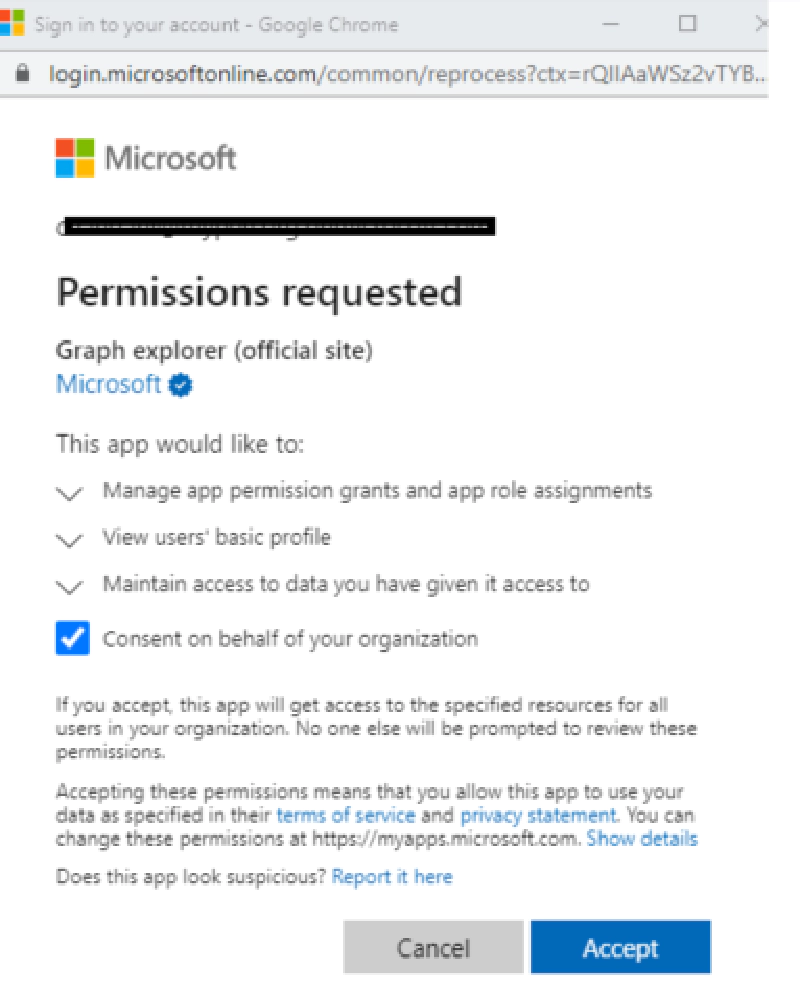 Sign in to your account - Google Chrome
login.microsoftonline.com/common/reprocess?ctx=rQIIAaWSz2vTYB...
Microsoft
Permissions requested
Graph explorer (official site)
Microsoft
This app would like to:
Manage app permission grants and app role assignments
View users' basic profile
Maintain access to data you have given it access to
Consent on behalf of your organization
If you accept, this app will get access to the specified resources for all
users in your organization. No one else will be prompted to review these
permissions.
Accepting these permissions means that you allow this app to use your
data as specified in their terms of service and privacy statement. You can
change these permissions at https://myapps.microsoft.com. Show details
Does this app look suspicious? Report it here
Cancel
Accept